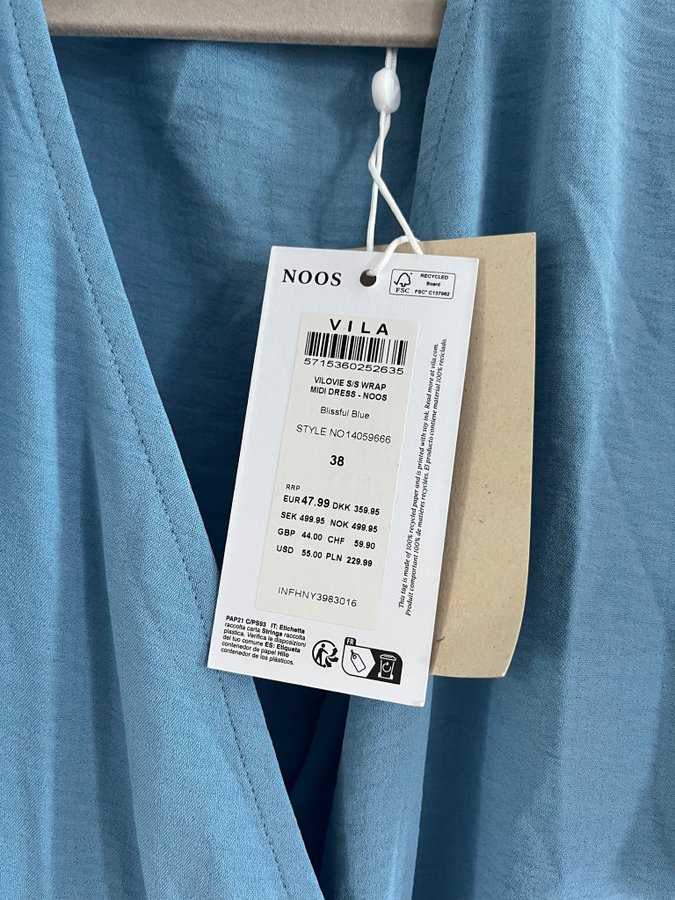 NOOS
FSC
RECYCLED
Board
FSC® C137982
VILA
5715360252635
VILOVIE S/S WRAP
MIDI DRESS - NOOS
Blissful Blue
STYLE NO.14059666
38
RRP
EUR 47.99 DKK 359.95
SEK 499.95 NOK 499.95
GBP 44.00 CHF 59.90
USD 55.00 PLN 229.99
INFHNY3983016
This tag is made of 100% recycled paper and is printed with soy ink. Read more at vila.com.
Produit comportant 100% de matières recyclées. El producto contiene material 100% reciclado.
PAP21 C/PS93 IT: Etichetta
raccolta carta Stringa raccolta
plastica. Verifica le disposizioni
del tuo comune ES: Etiqueta
contenedor de papel Hilo
contenedor de los plásticos.
FR